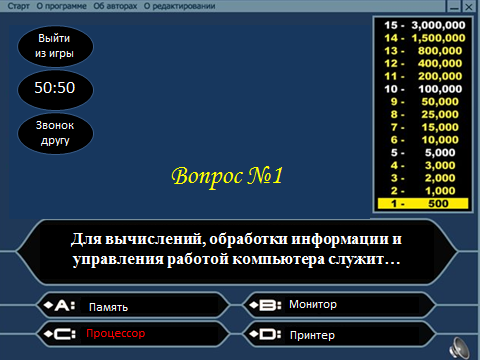 Старт О программе Об авторах О редактировании
Выйти
из игры
50:50
Звонок
другу
15 - 3,000,000
14 - 1,500,000
13 - 800,000
12 - 400,000
11 - 200,000
10 - 100,000
9 - 50,000
8 - 25,000
7 - 15,000
6 - 10,000
5 - 5,000
4 - 3,000
3 - 2,000
2 - 1,000
1 - 500
Вопрос №1
Для вычислений, обработки информации и
управления работой компьютера служит…
A: Память
B: Монитор
C: Процессор
D: Принтер